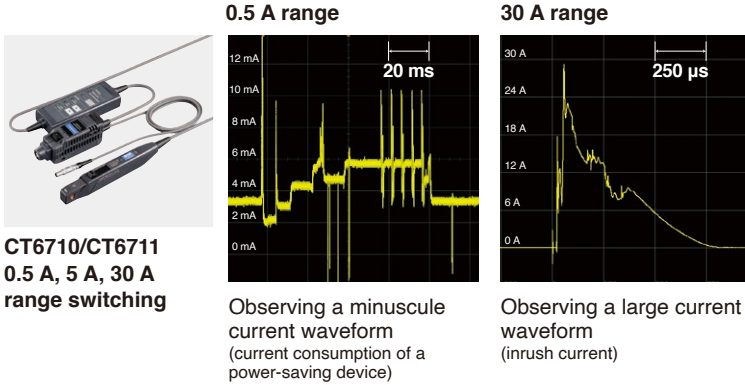 0.5 A range
30 A range
12 mA
10 mA
8 mA
6 mA
4 mA
2 mA
0 mA
20 ms
30 A
24 A
18 A
12 A
6 A
0 A
250 µs
CT6710/CT6711
0.5 A, 5 A, 30 A
range switching
Observing a minuscule
current waveform
(current consumption of a
power-saving device)
Observing a large current
waveform
(inrush current)